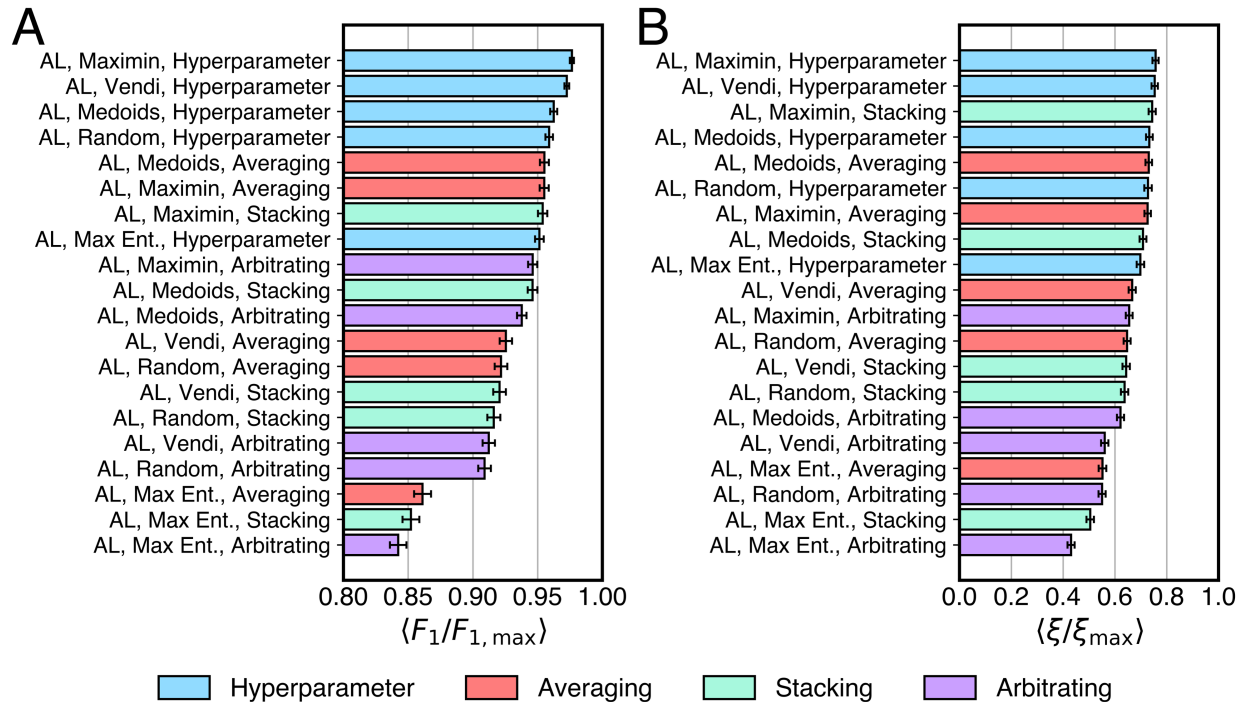 A
AL, Maximin, Hyperparameter
AL, Vendi, Hyperparameter
AL, Medoids, Hyperparameter
AL, Random, Hyperparameter
AL, Medoids, Averaging
AL, Maximin, Averaging
AL, Maximin, Stacking
AL, Max Ent., Hyperparameter
AL, Maximin, Arbitrating
AL, Medoids, Stacking
AL, Medoids, Arbitrating
AL, Vendi, Averaging
AL, Random, Averaging
AL, Vendi, Stacking
AL, Random, Stacking
AL, Vendi, Arbitrating
AL, Random, Arbitrating
AL, Max Ent., Averaging
AL, Max Ent., Stacking
AL, Max Ent., Arbitrating
0.80 0.85 0.90 0.95 1.00
⟨F₁/F₁,max⟩
B
AL, Maximin, Hyperparameter
AL, Vendi, Hyperparameter
AL, Maximin, Stacking
AL, Medoids, Hyperparameter
AL, Medoids, Averaging
AL, Random, Hyperparameter
AL, Maximin, Averaging
AL, Medoids, Stacking
AL, Max Ent., Hyperparameter
AL, Vendi, Averaging
AL, Maximin, Arbitrating
AL, Random, Averaging
AL, Vendi, Stacking
AL, Random, Stacking
AL, Medoids, Arbitrating
AL, Vendi, Arbitrating
AL, Max Ent., Averaging
AL, Random, Arbitrating
AL, Max Ent., Stacking
AL, Max Ent., Arbitrating
0.0 0.2 0.4 0.6 0.8 1.0
⟨ξ/ξmax⟩
Hyperparameter Averaging Stacking Arbitrating